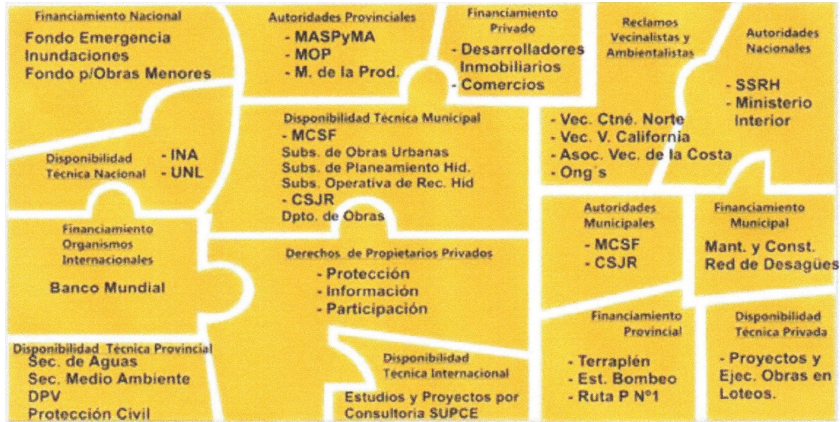 Financiamiento Nacional
Fondo Emergencia
Inundaciones
Fondo p/Obras Menores
Autoridades Provinciales
- MASPyMA
- MOP
- M. de la Prod.
Financiamiento
Privado
- Desarrolladores
Inmobiliarios
- Comercios
Reclamos
Vecinalistas y
Ambientalistas
- Vec. Ctné. Norte
- Vec. V. California
- Asoc. Vec. de la Costa
- Ong´s
Autoridades
Nacionales
- SSRH
- Ministerio
Interior
Disponibilidad
Técnica Nacional
- INA
- UNL
Disponibilidad Técnica Municipal
- MCSF
Subs. de Obras Urbanas
Subs. de Planeamiento Hid.
Subs. Operativa de Rec. Hid
- CSJR
Dpto. de Obras
Financiamiento
Organismos
Internacionales
Banco Mundial
Derechos de Propietarios Privados
- Protección
- Información
- Participación
Autoridades
Municipales
- MCSF
- CSJR
Financiamiento
Municipal
Mant. y Const.
Red de Desagües
Disponibilidad Técnica Provincial
Sec. de Aguas
Sec. Medio Ambiente
DPV
Protección Civil
Disponibilidad
Técnica Internacional
Estudios y Proyectos por
Consultoria SUPCE
Financiamiento
Provincial
- Terraplén
- Est. Bombeo
- Ruta P Nº1
Disponibilidad
Técnica Privada
- Proyectos y
Ejec. Obras en
Loteos.